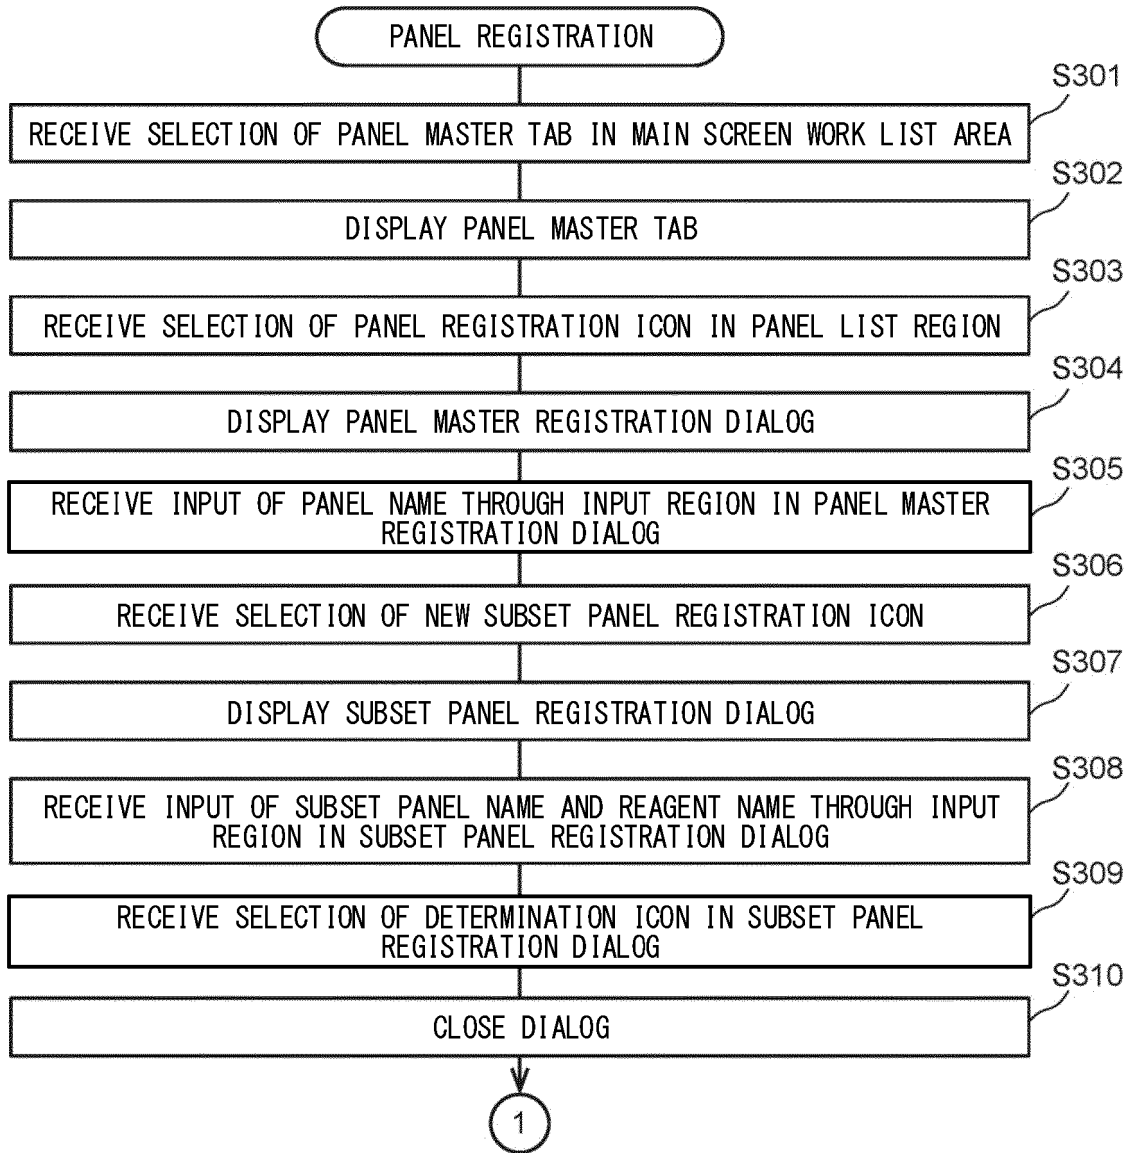 PANEL REGISTRATION
S301
RECEIVE SELECTION OF PANEL MASTER TAB IN MAIN SCREEN WORK LIST AREA
S302
DISPLAY PANEL MASTER TAB
S303
RECEIVE SELECTION OF PANEL REGISTRATION ICON IN PANEL LIST REGION
S304
DISPLAY PANEL MASTER REGISTRATION DIALOG
S305
RECEIVE INPUT OF PANEL NAME THROUGH INPUT REGION IN PANEL MASTER
REGISTRATION DIALOG
S306
RECEIVE SELECTION OF NEW SUBSET PANEL REGISTRATION ICON
S307
DISPLAY SUBSET PANEL REGISTRATION DIALOG
S308
RECEIVE INPUT OF SUBSET PANEL NAME AND REAGENT NAME THROUGH INPUT
REGION IN SUBSET PANEL REGISTRATION DIALOG
S309
RECEIVE SELECTION OF DETERMINATION ICON IN SUBSET PANEL
REGISTRATION DIALOG
S310
CLOSE DIALOG
1